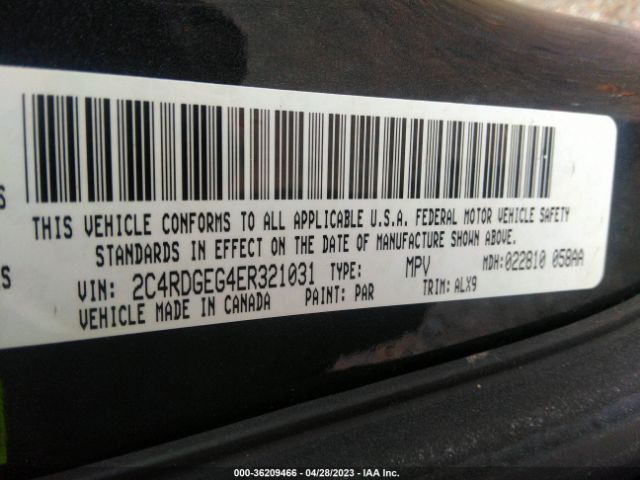 THIS VEHICLE CONFORMS TO ALL APPLICABLE U.S.A. FEDERAL MOTOR VEHICLE SAFETY
STANDARDS IN EFFECT ON THE DATE OF MANUFACTURE SHOWN ABOVE.
VIN: 2C4RDGEG4ER321031 TYPE: MPV MDH:022810 058AA
VEHICLE MADE IN CANADA PAINT: PAR TRIM: ALX9
000-36209466 - 04/28/2023 - IAA Inc.